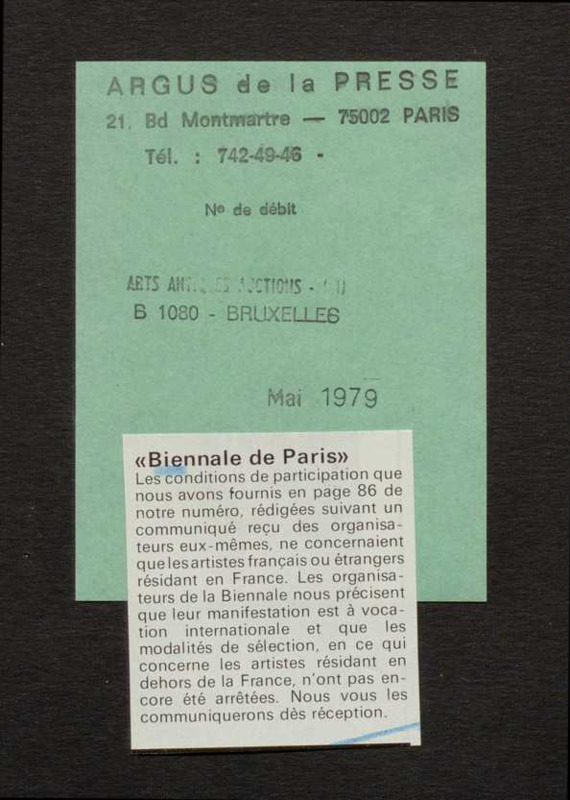 ARGUS de la PRESSE
21, Bd Montmartre — 75002 PARIS
Tél. : 742-49-46 -
Nº de débit
ARTS
B 1080 - BRUXELLES
Mai 1979
«Biennale de Paris»
Les conditions de participation que
nous avons fournis en page 86 de
notre numéro, rédigées suivant un
communiqué reçu des organisa-
teurs eux-mêmes, ne concernaient
que les artistes français ou étrangers
résidant en France. Les organisa-
teurs de la Biennale nous précisent
que leur manifestation est à voca-
tion internationale et que les
modalités de sélection, en ce qui
concerne les artistes résidant en
dehors de la France, n'ont pas en-
core été arrêtées. Nous vous les
communiquerons dès réception.